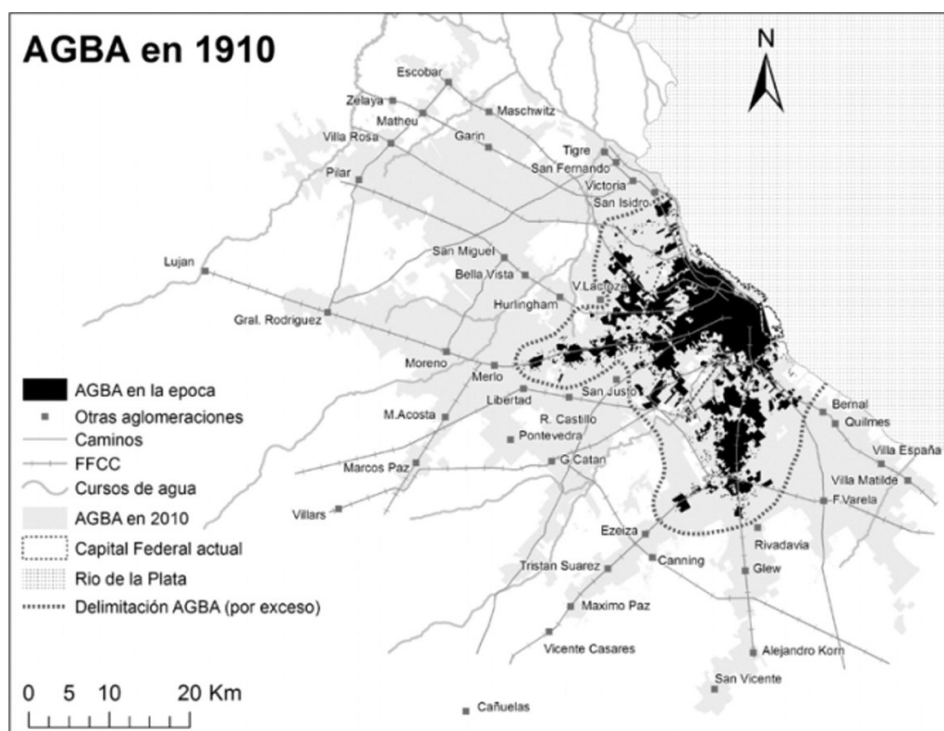 AGBA en 1910
N
Escobar
Zelaya
Maschwitz
Matheu
Villa Rosa
Garin
Tigre
San Fernando
Pilar
Victoria
San Isidro
San Miguel
Lujan
Bella Vista
V.Lacroze
Hurlingham
Gral. Rodriguez
Moreno
Merlo
San Justo
Libertad
Bernal
M.Acosta
R. Castillo
Quilmes
Pontevedra
Villa España
G.Catan
Marcos Paz
Villa Matilde
F.Varela
Villars
Ezeiza
Rivadavia
Canning
Tristan Suarez
Glew
Maximo Paz
Vicente Casares
Alejandro Korn
San Vicente
Cañuelas
AGBA en la epoca
Otras aglomeraciones
Caminos
FFCC
Cursos de agua
AGBA en 2010
Capital Federal actual
Rio de la Plata
Delimitación AGBA (por exceso)
0 5 10 20 Km